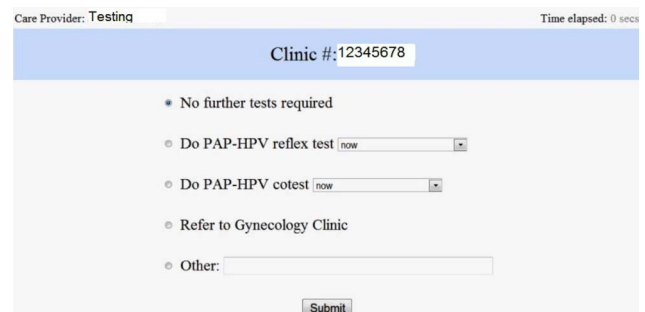 Care Provider: Testing Time elapsed: 0 secs
Clinic #:12345678
No further tests required
Do PAP-HPV reflex test now
Do PAP-HPV cotest now
Refer to Gynecology Clinic
Other:
Submit